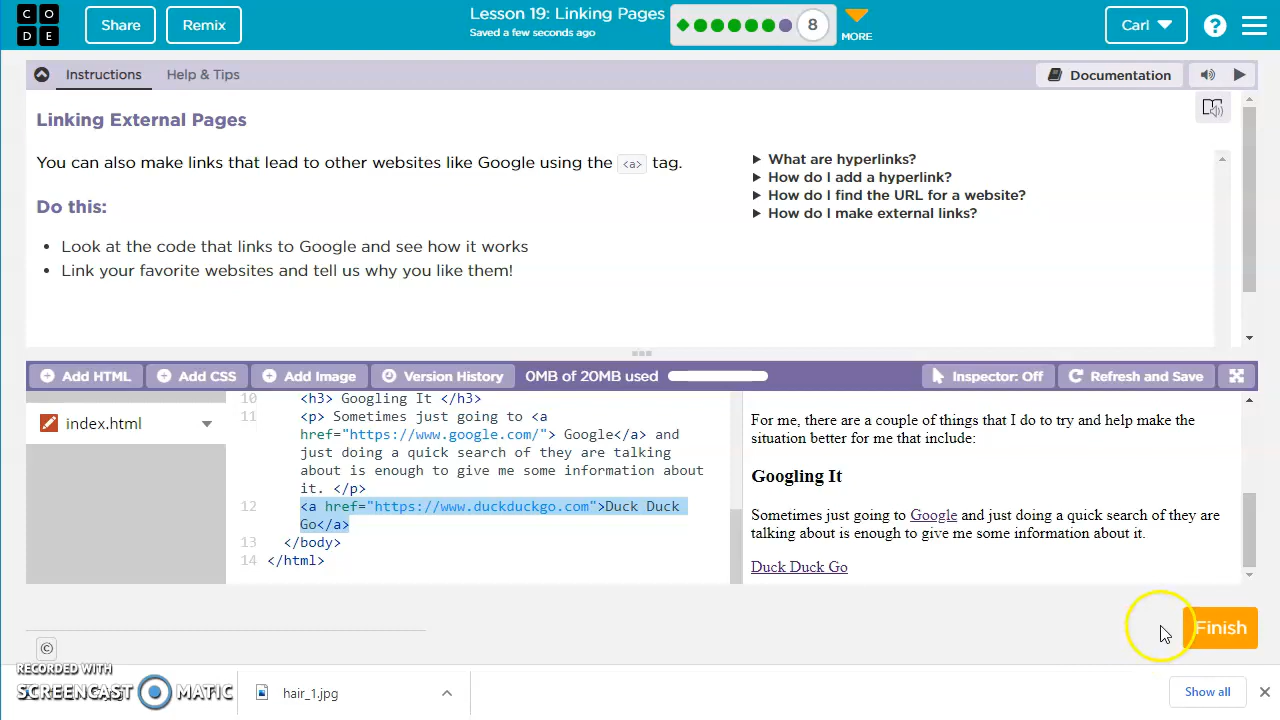 C O
D E
Share
Remix
Lesson 19: Linking Pages
Saved a few seconds ago
8
MORE
Carl
?
Instructions
Help & Tips
Documentation
Linking External Pages
You can also make links that lead to other websites like Google using the <a> tag.
Do this:
• Look at the code that links to Google and see how it works
• Link your favorite websites and tell us why you like them!
What are hyperlinks?
How do I add a hyperlink?
How do I find the URL for a website?
How do I make external links?
Add HTML
Add CSS
Add Image
Version History
0MB of 20MB used
Inspector: Off
Refresh and Save
index.html
10 <h3> Googling It </h3>
11 <p> Sometimes just going to <a
href="https://www.google.com/"> Google</a> and
just doing a quick search of they are talking
about is enough to give me some information about
it. </p>
12 <a href="https://www.duckduckgo.com">Duck Duck
Go</a>
13 </body>
14 </html>
For me, there are a couple of things that I do to try and help make the
situation better for me that include:
Googling It
Sometimes just going to Google and just doing a quick search of they are
talking about is enough to give me some information about it.
Duck Duck Go
Finish
©
RECORDED WITH
SCREENCAST MATIC
hair_1.jpg
Show all